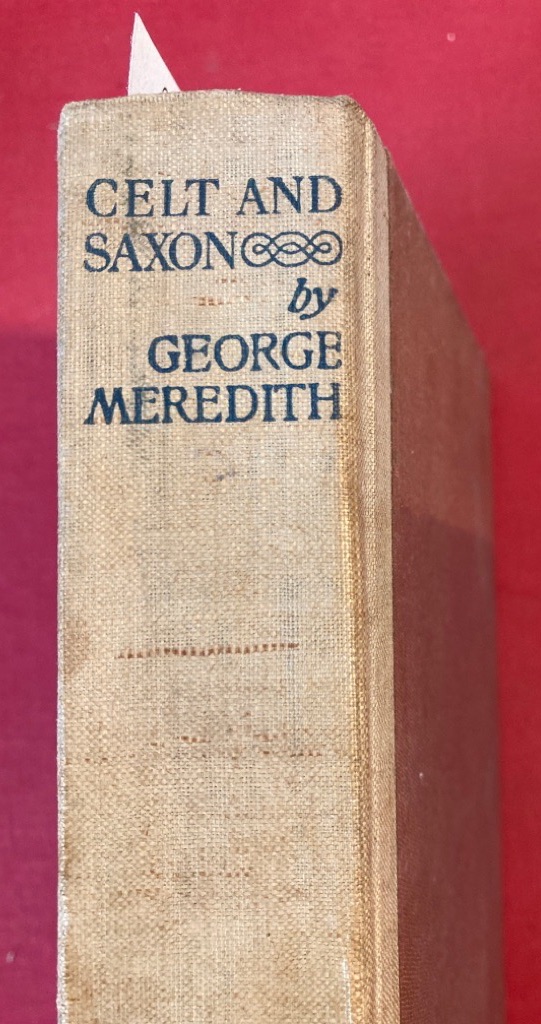 CELT AND
SAXON
by
GEORGE
MEREDITH